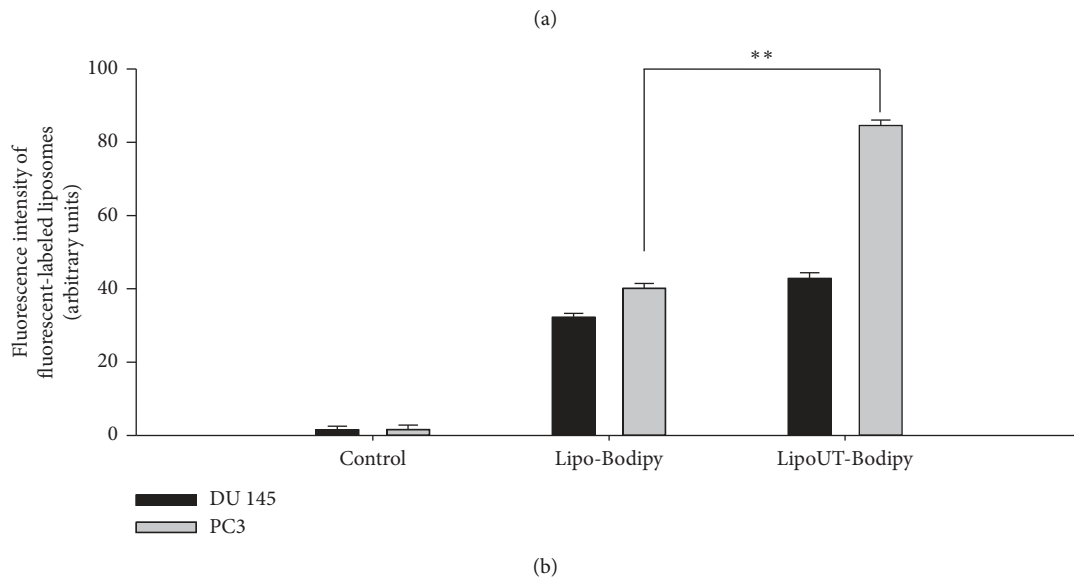 (a)
100
80
60
40
20
0
Fluorescence intensity of
fluorescent-labeled liposomes
(arbitrary units)
**
Control
Lipo-Bodipy
LipoUT-Bodipy
DU 145
PC3
(b)